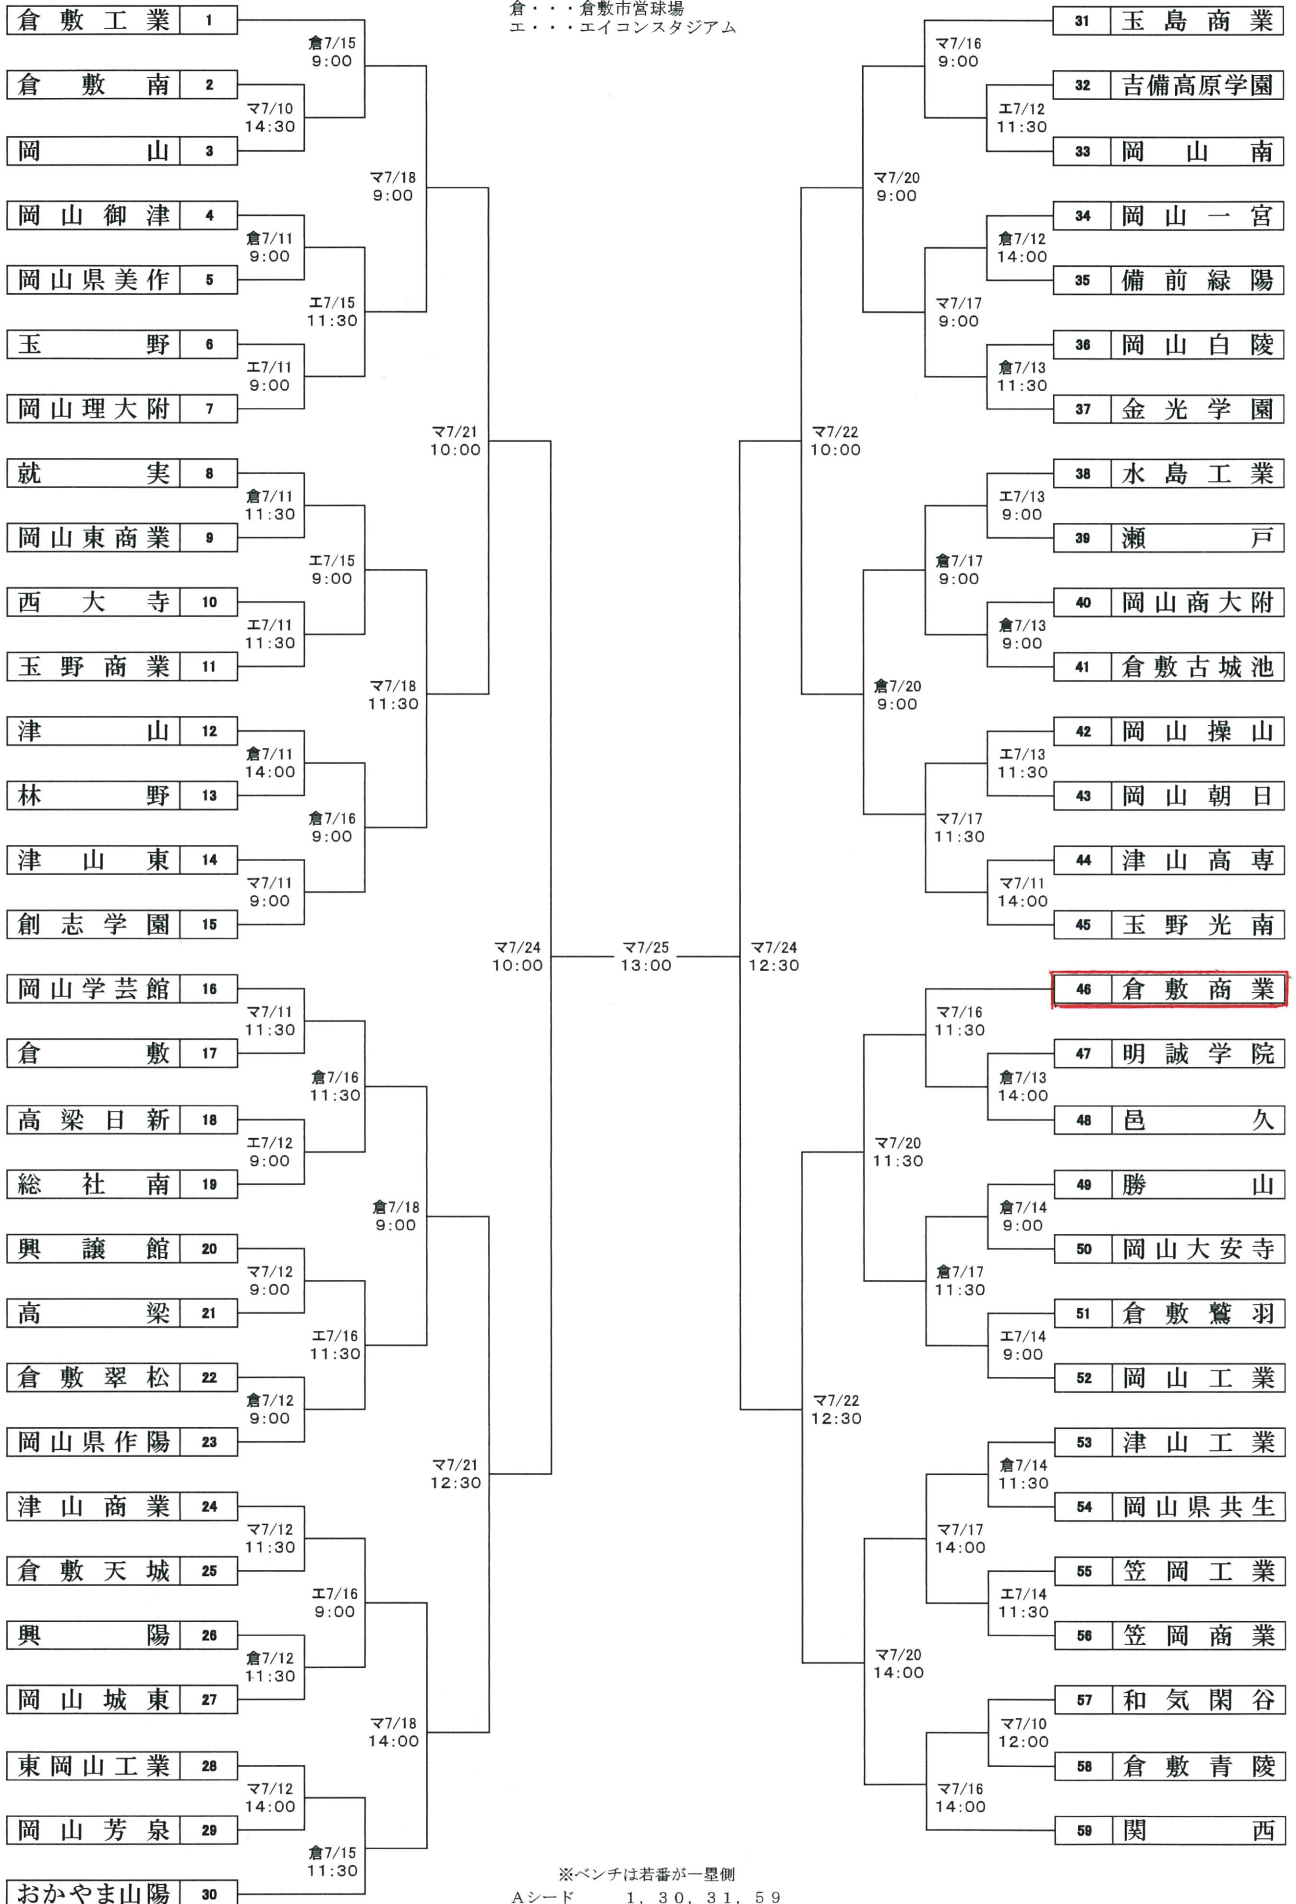 倉・・・倉敷市営球場
エ・・・エイコンスタジアム
倉敷工業 1
倉敷南 2
岡山 3
岡山御津 4
岡山県美作 5
玉野 6
岡山理大附 7
就実 8
岡山東商業 9
西大寺 10
玉野商業 11
津山 12
林野 13
津山東 14
創志学園 15
岡山学芸館 16
倉敷 17
高梁日新 18
総社南 19
興譲館 20
高梁 21
倉敷翠松 22
岡山県作陽 23
津山商業 24
倉敷天城 25
興陽 26
岡山城東 27
東岡山工業 28
岡山芳泉 29
おかやま山陽 30
マ7/10
14:30
倉7/11
9:00
エ7/11
9:00
倉7/11
11:30
エ7/11
11:30
倉7/11
14:00
マ7/11
9:00
マ7/11
11:30
エ7/12
9:00
マ7/12
9:00
倉7/12
9:00
マ7/12
11:30
倉7/12
11:30
マ7/12
14:00
倉7/15
9:00
エ7/15
11:30
エ7/15
9:00
倉7/16
9:00
倉7/16
11:30
エ7/16
11:30
エ7/16
9:00
倉7/15
11:30
マ7/18
9:00
マ7/18
11:30
倉7/18
9:00
マ7/18
14:00
マ7/21
10:00
マ7/21
12:30
マ7/24
10:00
マ7/25
13:00
マ7/24
12:30
マ7/22
10:00
マ7/22
12:30
マ7/20
9:00
倉7/20
9:00
マ7/20
11:30
マ7/20
14:00
マ7/16
9:00
マ7/17
9:00
倉7/17
9:00
マ7/17
11:30
マ7/16
11:30
倉7/17
11:30
マ7/17
14:00
マ7/16
14:00
エ7/12
11:30
倉7/12
14:00
倉7/13
11:30
エ7/13
9:00
倉7/13
9:00
エ7/13
11:30
マ7/11
14:00
倉7/13
14:00
倉7/14
9:00
エ7/14
9:00
倉7/14
11:30
エ7/14
11:30
マ7/10
12:00
31 玉島商業
32 吉備高原学園
33 岡山南
34 岡山一宮
35 備前緑陽
36 岡山白陵
37 金光学園
38 水島工業
39 瀬戸
40 岡山商大附
41 倉敷古城池
42 岡山操山
43 岡山朝日
44 津山高専
45 玉野光南
46 倉敷商業
47 明誠学院
48 邑久
49 勝山
50 岡山大安寺
51 倉敷鷲羽
52 岡山工業
53 津山工業
54 岡山県共生
55 笠岡工業
56 笠岡商業
57 和気閑谷
58 倉敷青陵
59 関西
※ベンチは若番が一塁側
Aシード 1, 30, 31, 59